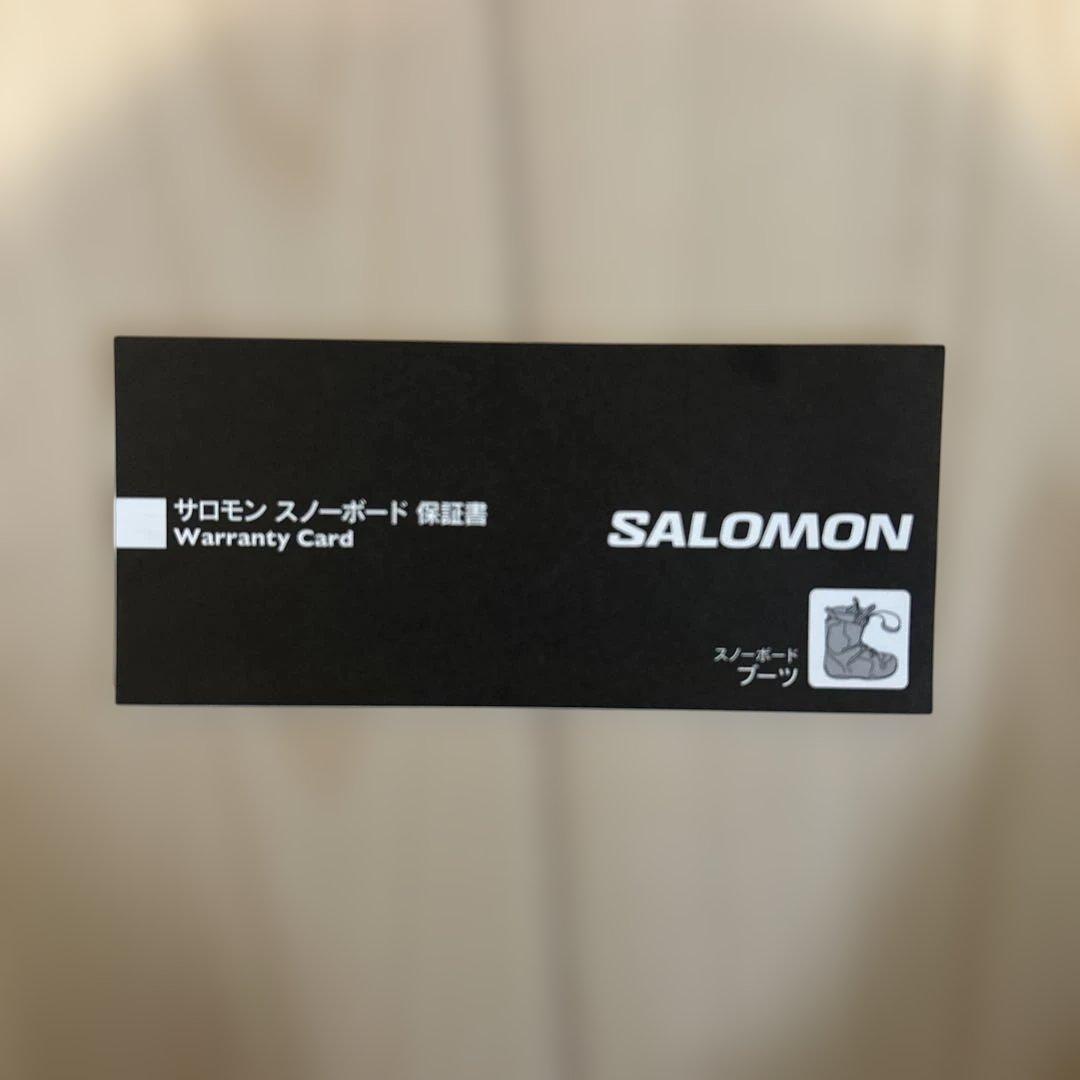 サロモン スノーボード 保証書
Warranty Card
SALOMON
スノーボード
ブーツ